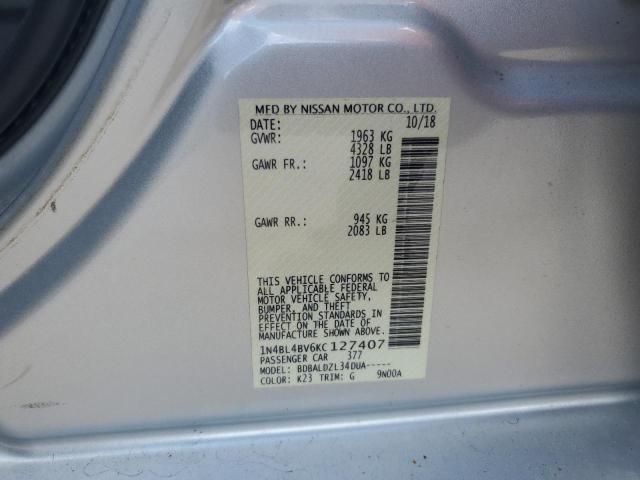 MFD BY NISSAN MOTOR CO., LTD.
DATE: 10/18
GVWR: 1963 KG
4328 LB
GAWR FR.: 1097 KG
2418 LB
GAWR RR.: 945 KG
2083 LB
THIS VEHICLE CONFORMS TO
ALL APPLICABLE FEDERAL
MOTOR VEHICLE SAFETY,
BUMPER, AND THEFT
PREVENTION STANDARDS IN
EFFECT ON THE DATE OF
MANUFACTURE SHOWN ABOVE.
1N4BL4BV6KC127407
PASSENGER CAR 377
MODEL: BDBALDZL34DUA-----
COLOR: K23 TRIM: G 9N00A